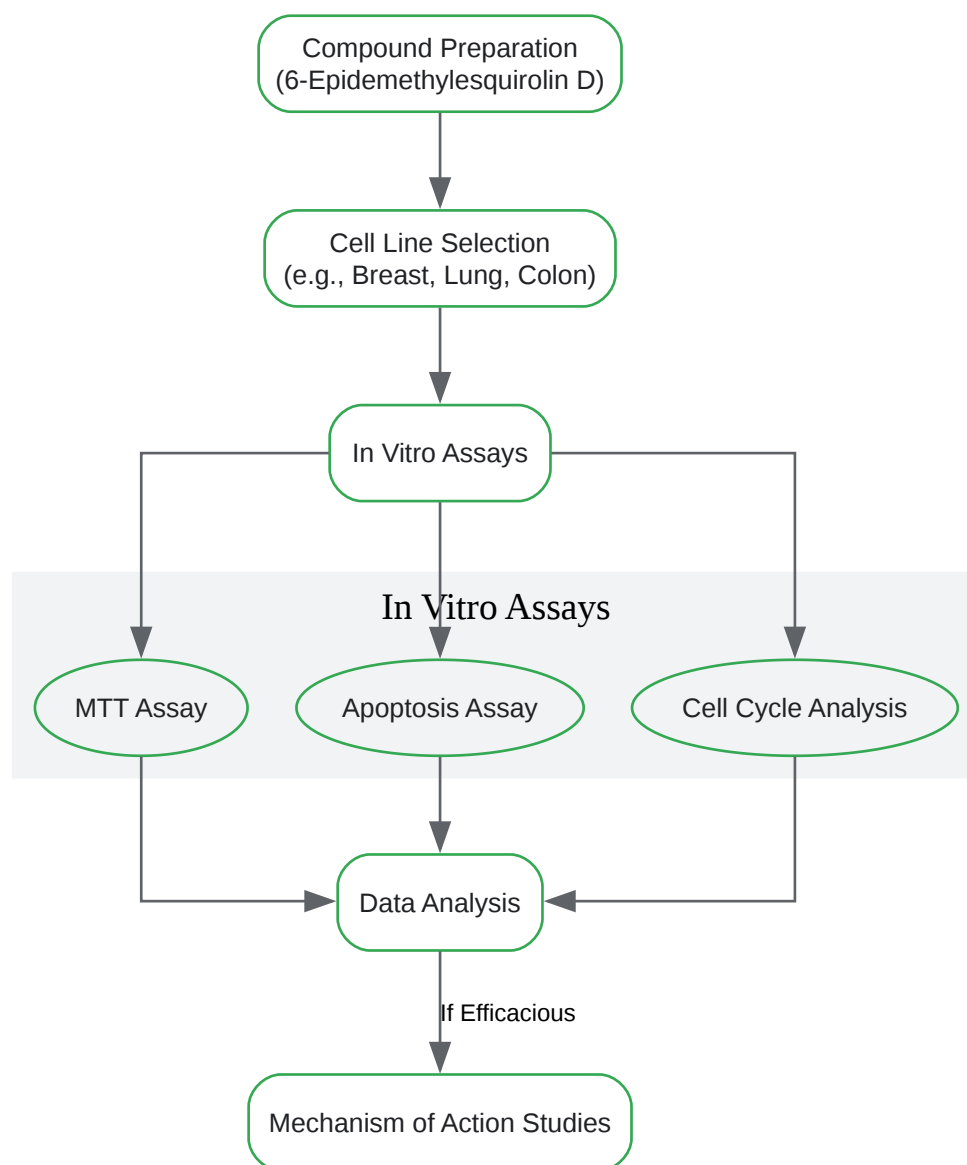 Compound Preparation
(6-Epidemethylesquirolin D)
Cell Line Selection
(e.g., Breast, Lung, Colon)
In Vitro Assays
In Vitro Assays
MTT Assay
Apoptosis Assay
Cell Cycle Analysis
Data Analysis
If Efficacious
Mechanism of Action Studies